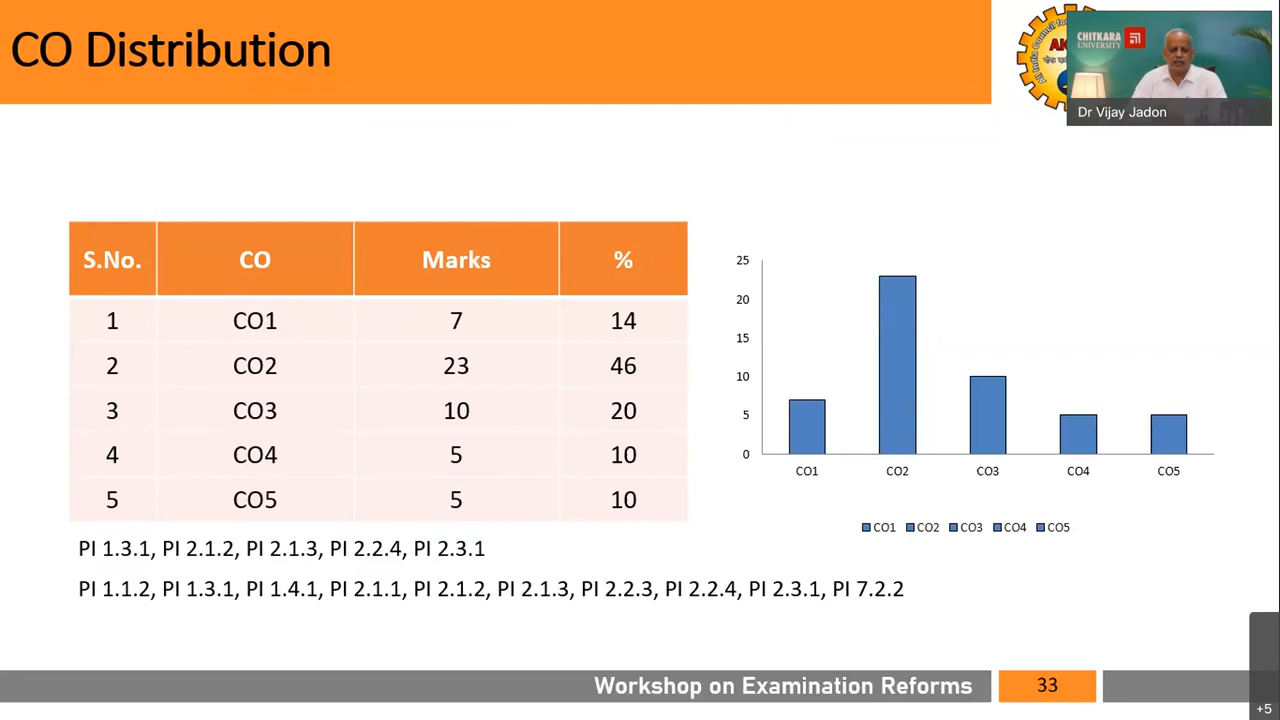 CO Distribution
CHITKARA
UNIVERSITY
Dr Vijay Jadon
S.No. CO Marks %
1 CO1 7 14
2 CO2 23 46
3 CO3 10 20
4 CO4 5 10
5 CO5 5 10
25
20
15
10
5
0
CO1 CO2 CO3 CO4 CO5
CO1 CO2 CO3 CO4 CO5
PI 1.3.1, PI 2.1.2, PI 2.1.3, PI 2.2.4, PI 2.3.1
PI 1.1.2, PI 1.3.1, PI 1.4.1, PI 2.1.1, PI 2.1.2, PI 2.1.3, PI 2.2.3, PI 2.2.4, PI 2.3.1, PI 7.2.2
Workshop on Examination Reforms 33
+5